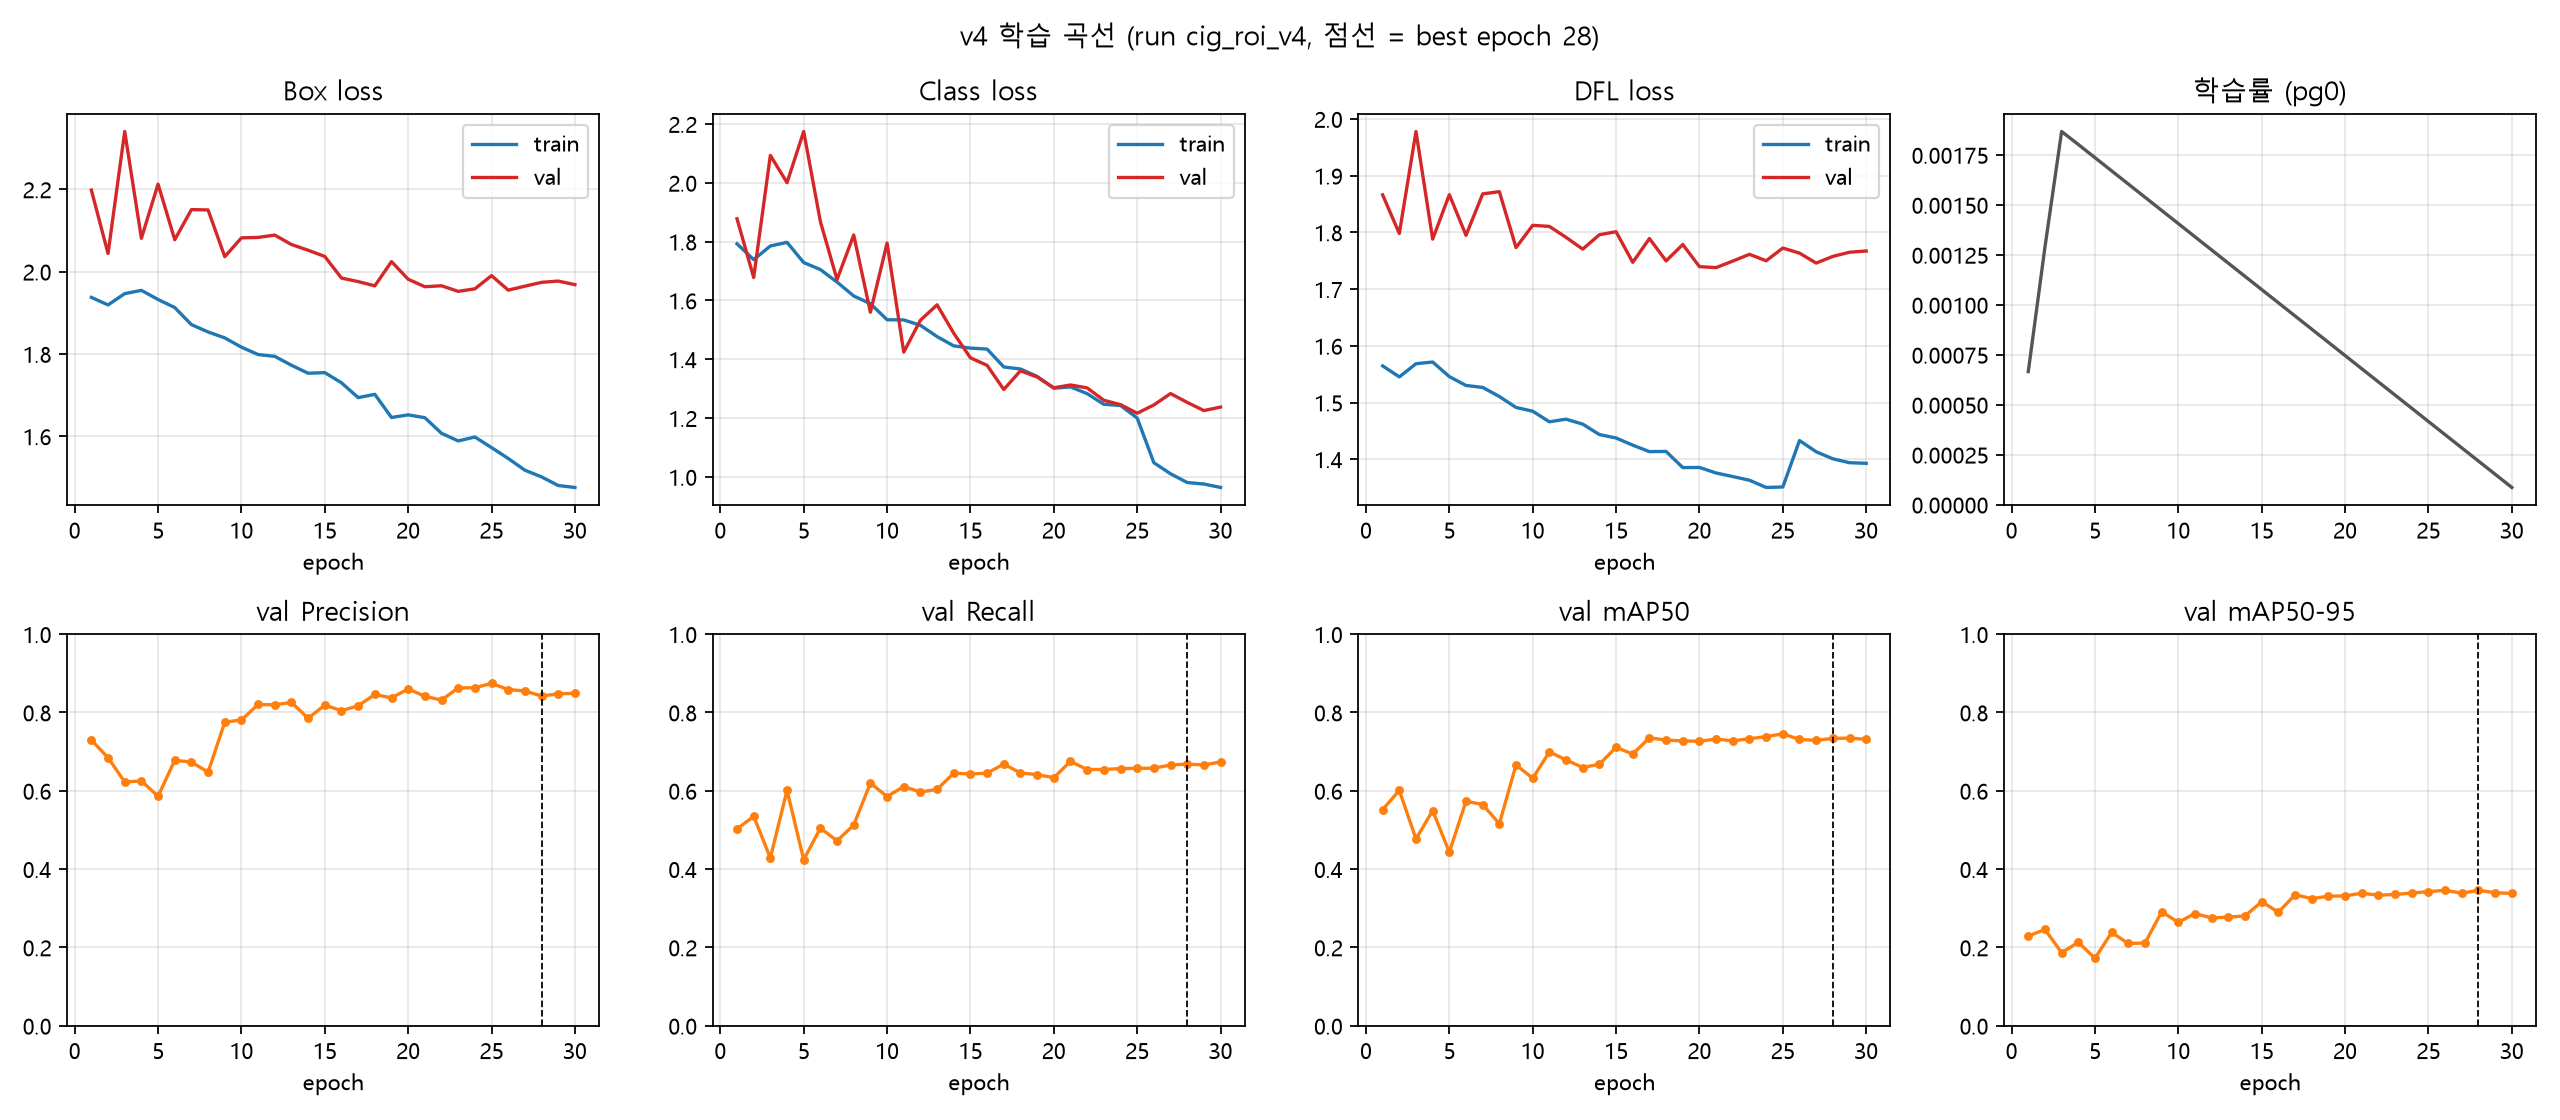 v4 학습 곡선 (run cig_roi_v4, 점선 = best epoch 28)
Box loss
train
val
2.2
2.0
1.8
1.6
0 5 10 15 20 25 30
epoch
Class loss
train
val
2.2
2.0
1.8
1.6
1.4
1.2
1.0
0 5 10 15 20 25 30
epoch
DFL loss
train
val
2.0
1.9
1.8
1.7
1.6
1.5
1.4
0 5 10 15 20 25 30
epoch
학습률 (pg0)
0.00175
0.00150
0.00125
0.00100
0.00075
0.00050
0.00025
0.00000
0 5 10 15 20 25 30
val Precision
1.0
0.8
0.6
0.4
0.2
0.0
0 5 10 15 20 25 30
epoch
val Recall
1.0
0.8
0.6
0.4
0.2
0.0
0 5 10 15 20 25 30
epoch
val mAP50
1.0
0.8
0.6
0.4
0.2
0.0
0 5 10 15 20 25 30
epoch
val mAP50-95
1.0
0.8
0.6
0.4
0.2
0.0
0 5 10 15 20 25 30
epoch